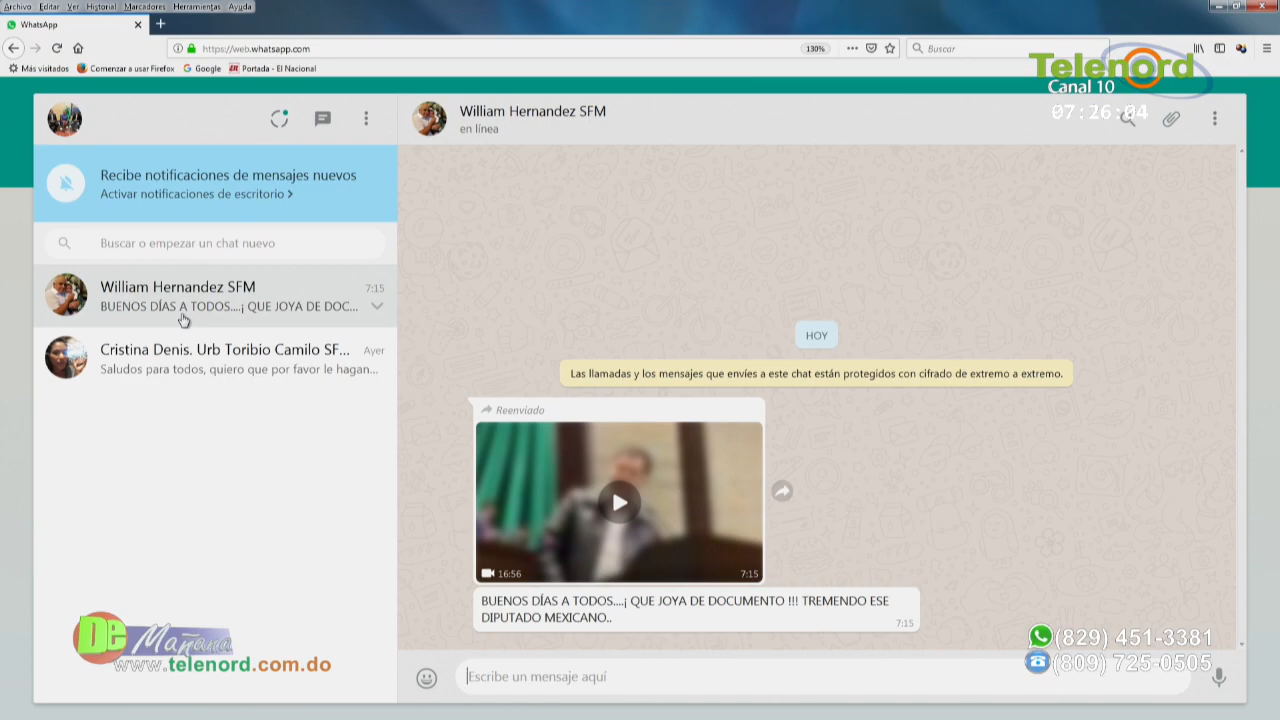 Archivo Editar Ver Historial Marcadores Herramientas Ayuda
WhatsApp
https://web.whatsapp.com
130%
Buscar
Más visitados Comenzar a usar Firefox Google Portada - El Nacional
Telenord
Canal 10
07:26:04
William Hernandez SFM
en línea
Recibe notificaciones de mensajes nuevos
Activar notificaciones de escritorio >
Buscar o empezar un chat nuevo
William Hernandez SFM 7:15
BUENOS DÍAS A TODOS....¡ QUE JOYA DE DOC...
Cristina Denis. Urb Toribio Camilo SF... Ayer
Saludos para todos, quiero que por favor le hagan...
HOY
Las llamadas y los mensajes que envíes a este chat están protegidos con cifrado de extremo a extremo.
Reenviado
16:56 7:15
BUENOS DÍAS A TODOS....¡ QUE JOYA DE DOCUMENTO !!! TREMENDO ESE
DIPUTADO MEXICANO..
7:15
Escribe un mensaje aquí
De Mañana
www.telenord.com.do
(829) 451-3381
(809) 725-0505